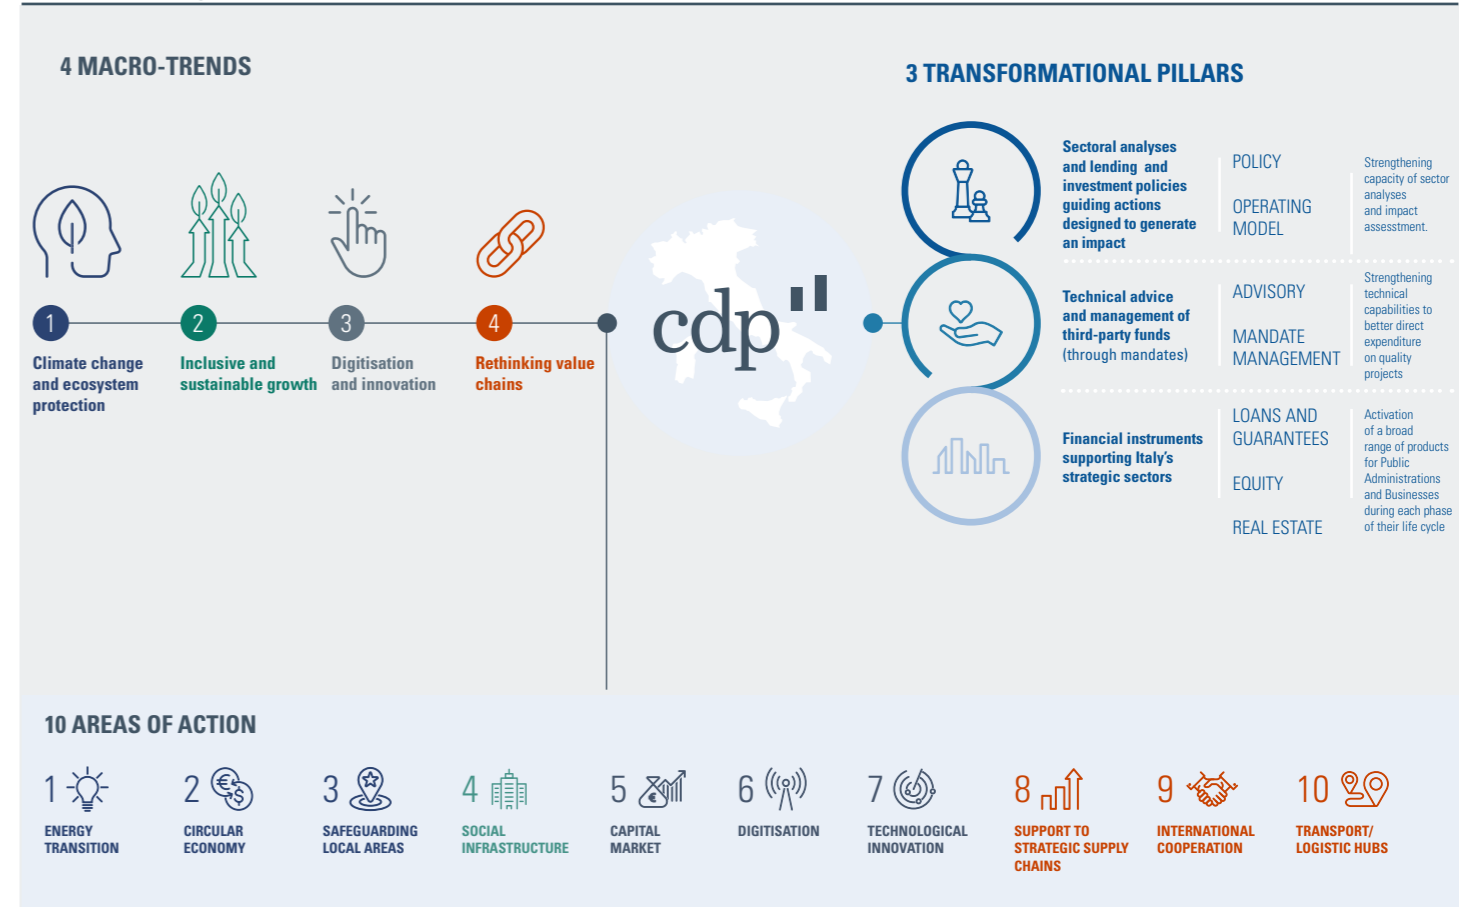 4 MACRO-TRENDS
1
Climate change
and ecosystem
protection
2
Inclusive and
sustainable growth
3
Digitisation
and innovation
4
Rethinking value
chains
cdp
3 TRANSFORMATIONAL PILLARS
Sectoral analyses
and lending and
investment policies
guiding actions
designed to generate
an impact
POLICY
OPERATING
MODEL
Strengthening
capacity of sector
analyses
and impact
assesstment.
Technical advice
and management of
third-party funds
(through mandates)
ADVISORY
MANDATE
MANAGEMENT
Strengthening
technical
capabilities to
better direct
expenditure
on quality
projects
Financial instruments
supporting Italy's
strategic sectors
LOANS AND
GUARANTEES
EQUITY
REAL ESTATE
Activation
of a broad
range of products
for Public
Administrations
and Businesses
during each phase
of their life cycle
10 AREAS OF ACTION
1
ENERGY
TRANSITION
2
€
$
CIRCULAR
ECONOMY
3
SAFEGUARDING
LOCAL AREAS
4
SOCIAL
INFRASTRUCTURE
5
€
CAPITAL
MARKET
6
DIGITISATION
7
TECHNOLOGICAL
INNOVATION
8
SUPPORT TO
STRATEGIC SUPPLY
CHAINS
9
INTERNATIONAL
COOPERATION
10
TRANSPORT/
LOGISTIC HUBS